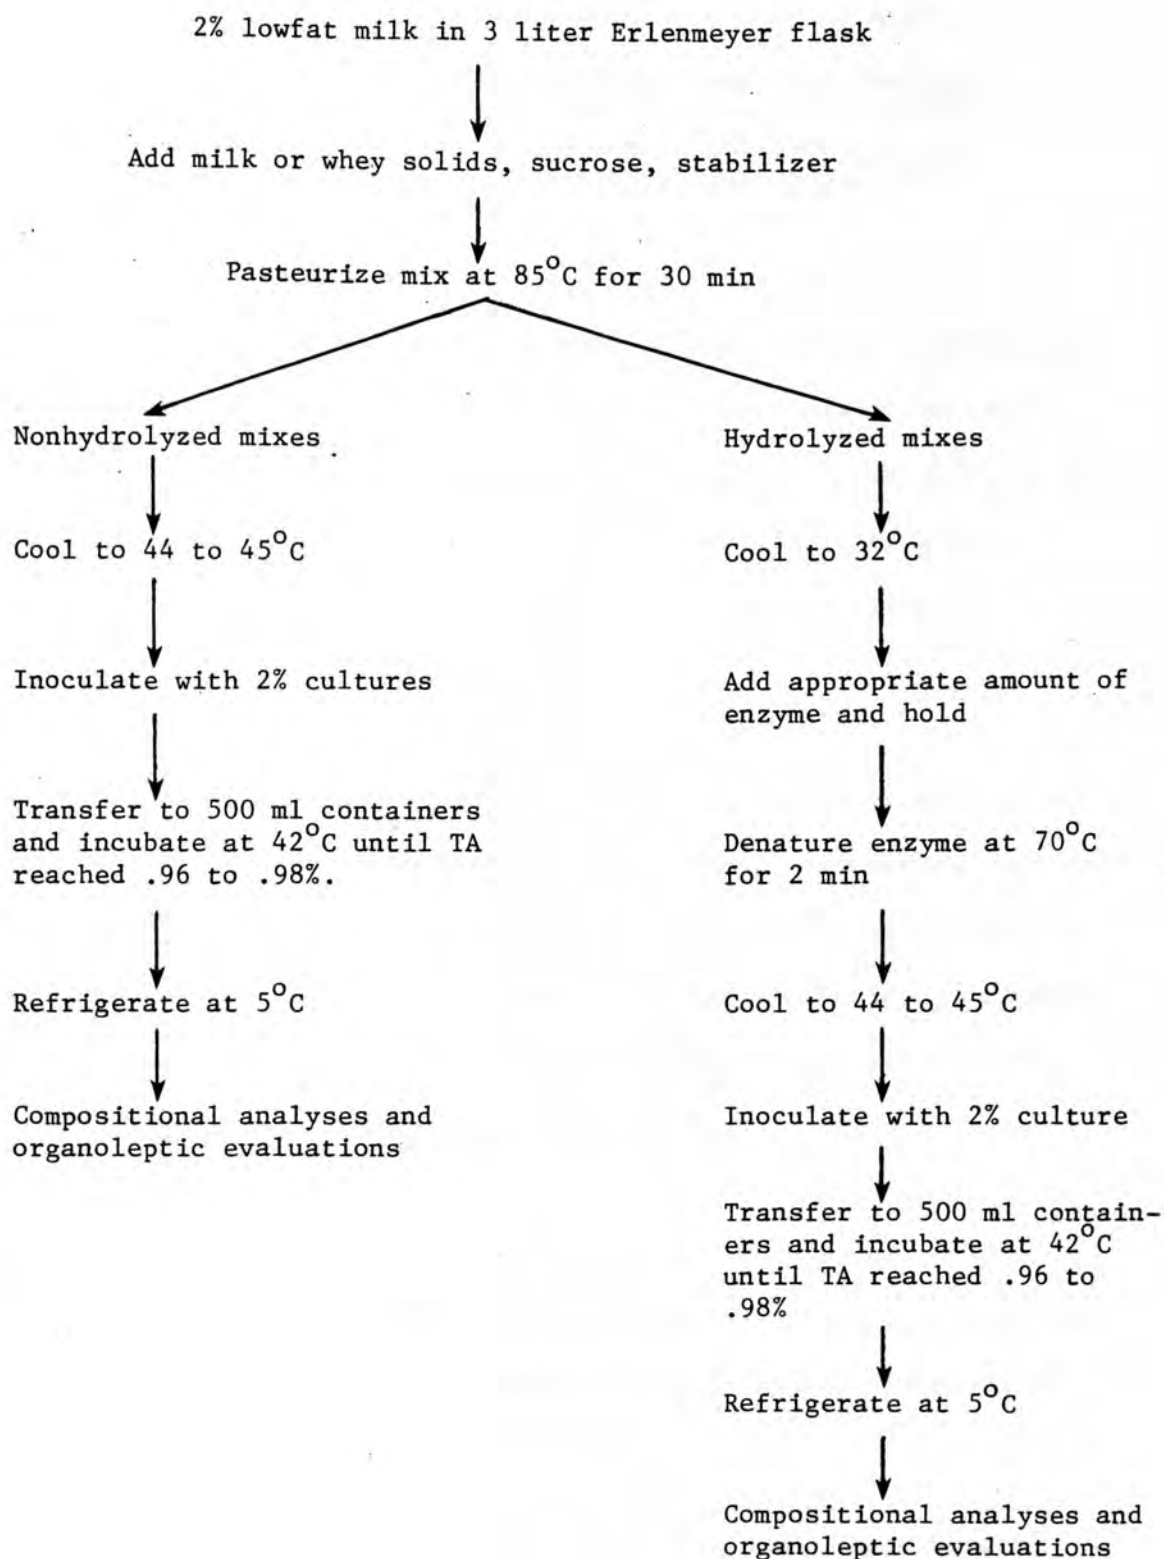 2% lowfat milk in 3 liter Erlenmeyer flask
Add milk or whey solids, sucrose, stabilizer
Pasteurize mix at 85°C for 30 min
Nonhydrolyzed mixes
Cool to 44 to 45°C
Inoculate with 2% cultures
Transfer to 500 ml containers
and incubate at 42°C until TA
reached .96 to .98%.
Refrigerate at 5°C
Compositional analyses and
organoleptic evaluations
Hydrolyzed mixes
Cool to 32°C
Add appropriate amount of
enzyme and hold
Denature enzyme at 70°C
for 2 min
Cool to 44 to 45°C
Inoculate with 2% culture
Transfer to 500 ml contain-
ers and incubate at 42°C
until TA reached .96 to
.98%
Refrigerate at 5°C
Compositional analyses and
organoleptic evaluations